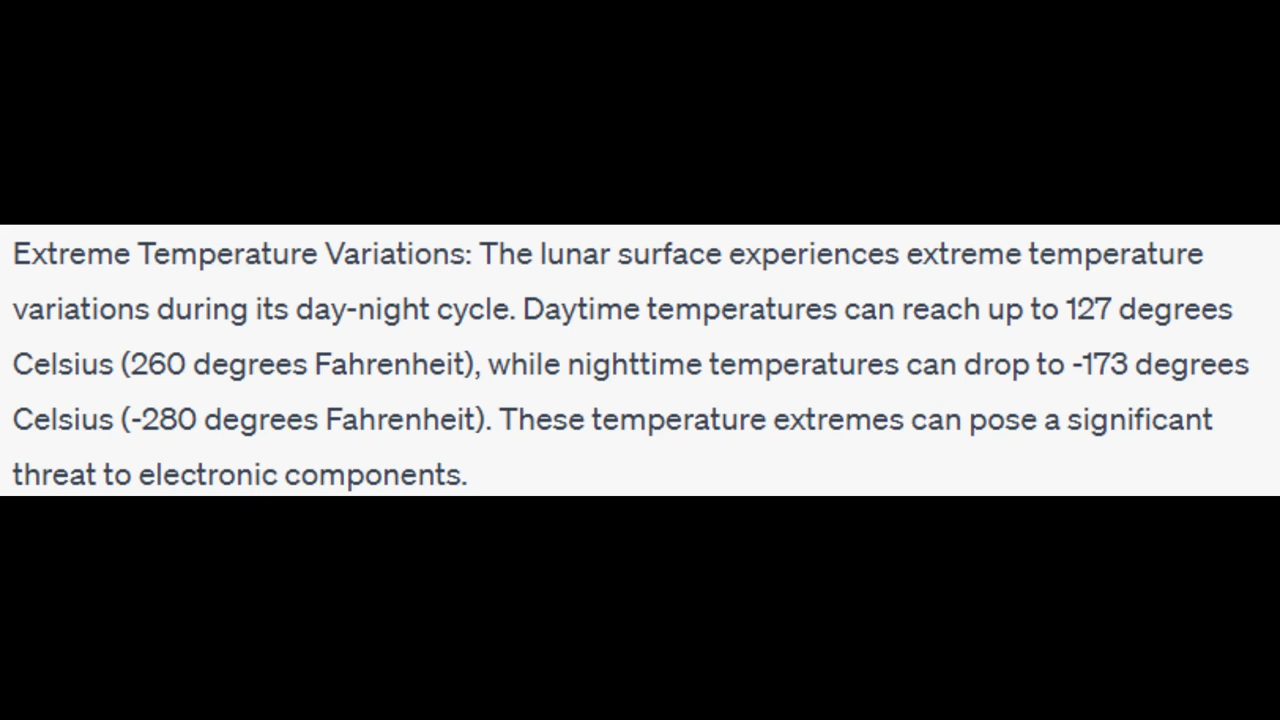 Extreme Temperature Variations: The lunar surface experiences extreme temperature
variations during its day-night cycle. Daytime temperatures can reach up to 127 degrees
Celsius (260 degrees Fahrenheit), while nighttime temperatures can drop to -173 degrees
Celsius (-280 degrees Fahrenheit). These temperature extremes can pose a significant
threat to electronic components.